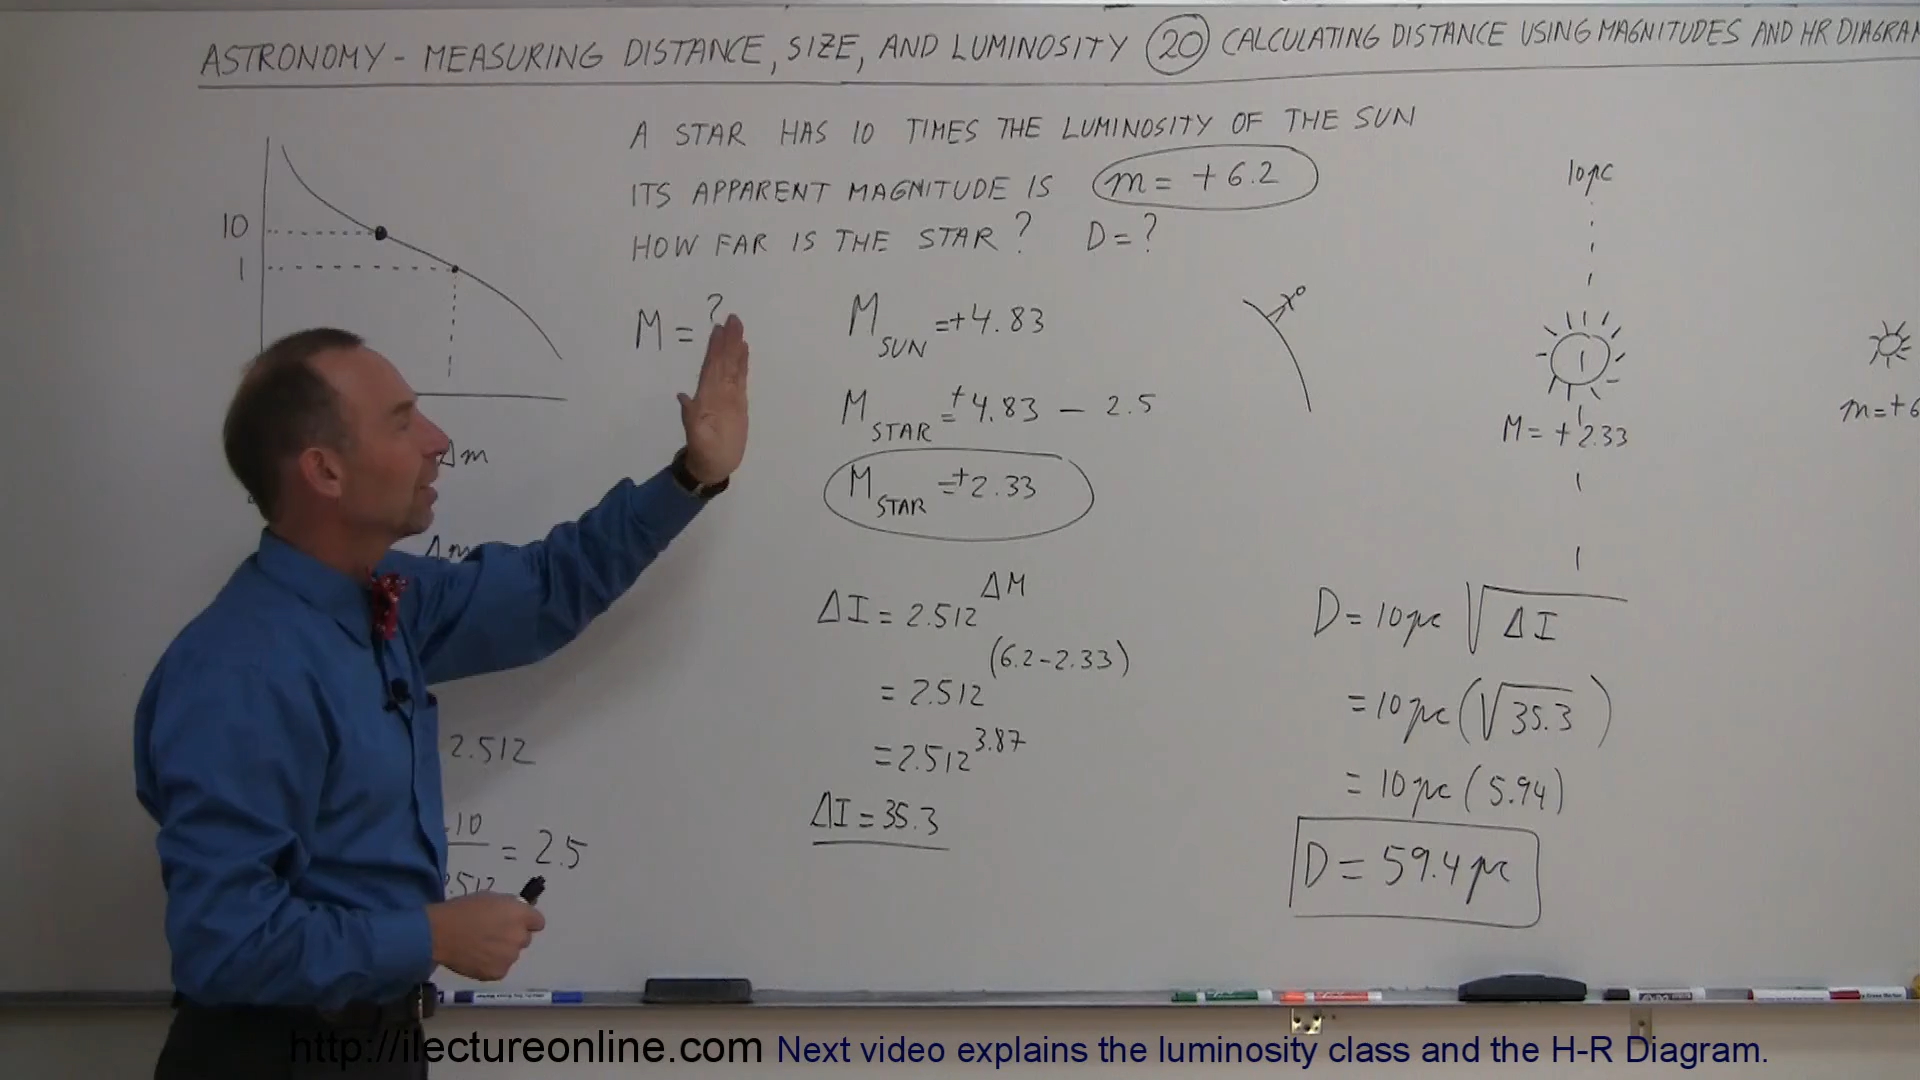 ASTRONOMY - MEASURING DISTANCE, SIZE, AND LUMINOSITY (20) CALCULATING DISTANCE USING MAGNITUDES AND HR DIAGRAM
A STAR HAS 10 TIMES THE LUMINOSITY OF THE SUN
ITS APPARENT MAGNITUDE IS m = +6.2
HOW FAR IS THE STAR? D = ?
10
1
Δm
Δm
2.512
10
= 2.5
M = ?
M SUN = +4.83
M STAR = +4.83 - 2.5
M STAR = +2.33
ΔI = 2.512^ΔM
= 2.512^(6.2-2.33)
= 2.512^3.87
ΔI = 35.3
10pc
M = +2.33
m = +6
D = 10pc √ΔI
= 10pc (√35.3)
= 10pc (5.94)
D = 59.4pc
http://ilectureonline.com Next video explains the luminosity class and the H-R Diagram.